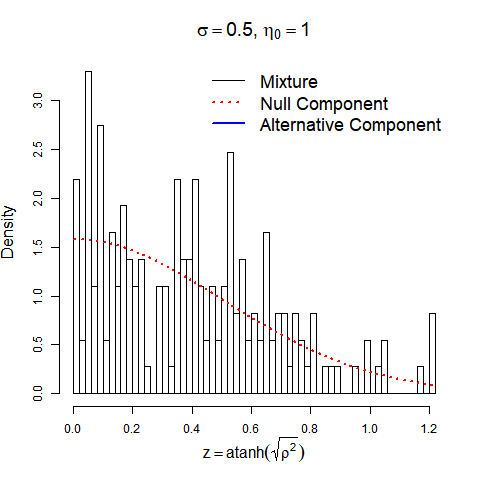 σ = 0.5, η₀ = 1
Mixture
Null Component
Alternative Component
Density
3.0
2.5
2.0
1.5
1.0
0.5
0.0
0.0 0.2 0.4 0.6 0.8 1.0 1.2
z = atanh(√ρ²)